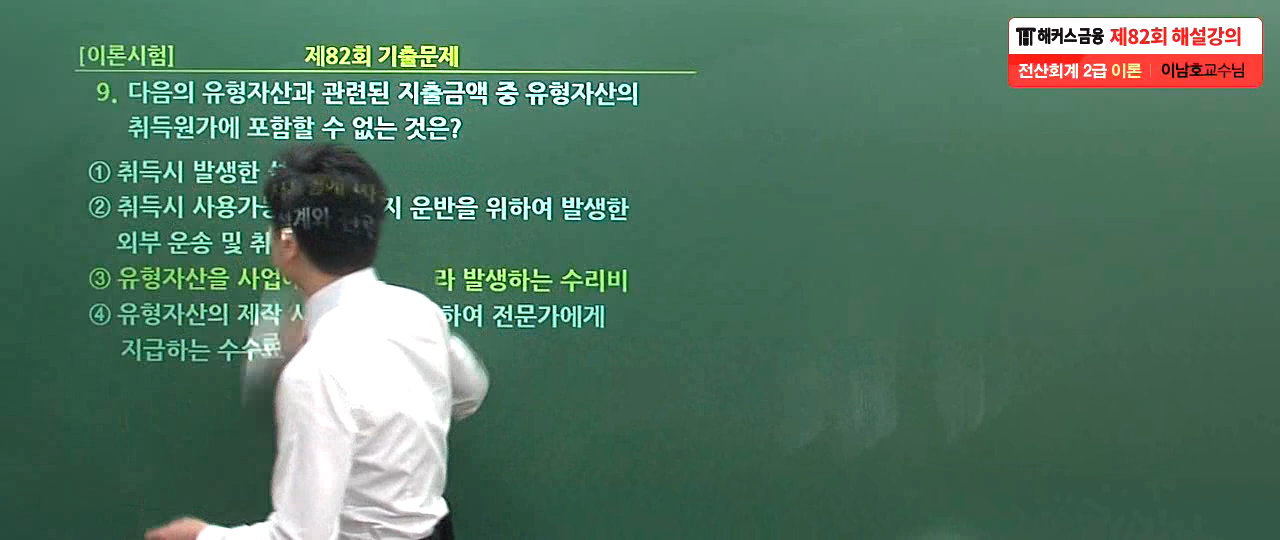 [이론시험] 제82회 기출문제
9. 다음의 유형자산과 관련된 지출금액 중 유형자산의
취득원가에 포함할 수 없는 것은?
① 취득시 발생한
② 취득시 사용가능 운반을 위하여 발생한
외부 운송 및 취
③ 유형자산을 사업에 라 발생하는 수리비
④ 유형자산의 제작 시 하여 전문가에게
지급하는 수수료
해커스금융 제82회 해설강의
전산회계 2급 이론 | 이남호교수님